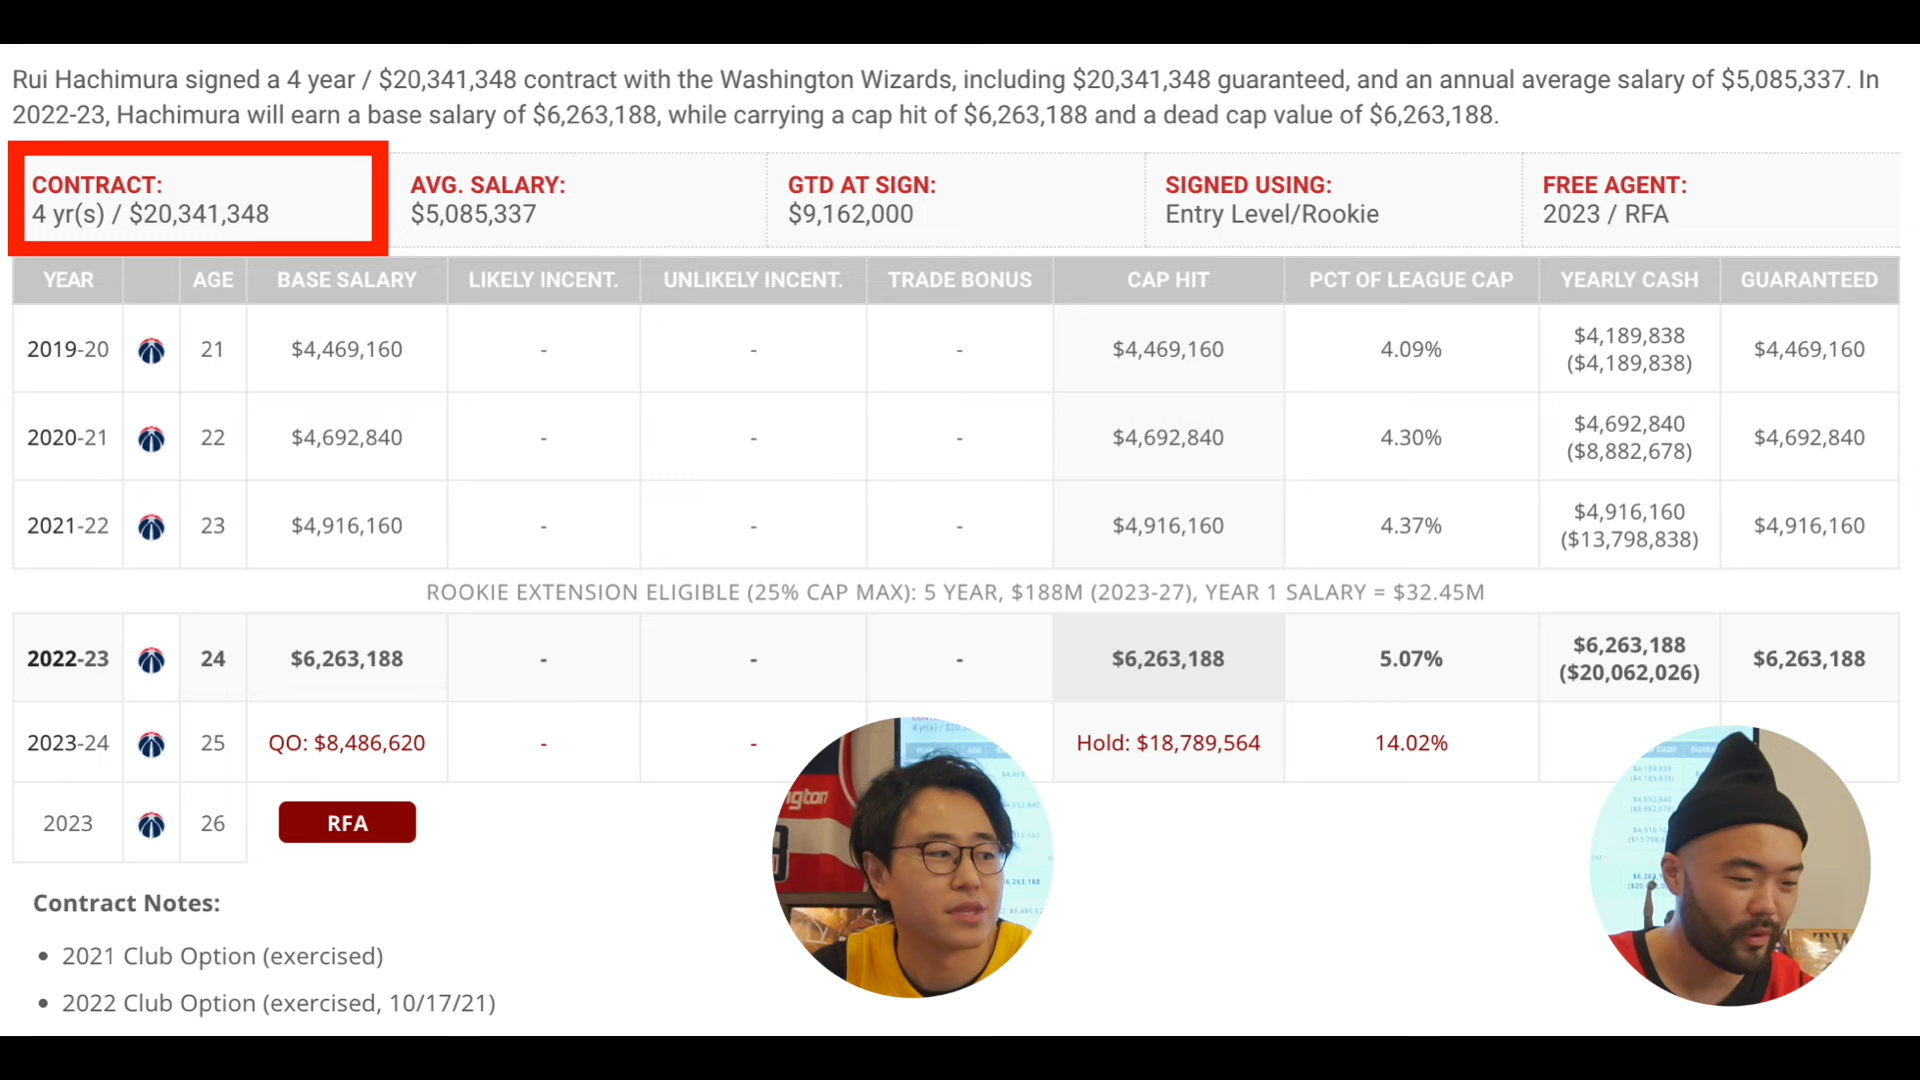 Rui Hachimura signed a 4 year / $20,341,348 contract with the Washington Wizards, including $20,341,348 guaranteed, and an annual average salary of $5,085,337. In
2022-23, Hachimura will earn a base salary of $6,263,188, while carrying a cap hit of $6,263,188 and a dead cap value of $6,263,188.
CONTRACT: AVG. SALARY: GTD AT SIGN: SIGNED USING: FREE AGENT:
4 yr(s) / $20,341,348 $5,085,337 $9,162,000 Entry Level/Rookie 2023 / RFA
YEAR AGE BASE SALARY LIKELY INCENT. UNLIKELY INCENT. TRADE BONUS CAP HIT PCT OF LEAGUE CAP YEARLY CASH GUARANTEED
2019-20 21 $4,469,160 - - - $4,469,160 4.09% $4,189,838 $4,469,160
($4,189,838)
2020-21 22 $4,692,840 - - - $4,692,840 4.30% $4,692,840 $4,692,840
($8,882,678)
2021-22 23 $4,916,160 - - - $4,916,160 4.37% $4,916,160 $4,916,160
($13,798,838)
ROOKIE EXTENSION ELIGIBLE (25% CAP MAX): 5 YEAR, $188M (2023-27), YEAR 1 SALARY = $32.45M
2022-23 24 $6,263,188 - - - $6,263,188 5.07% $6,263,188 $6,263,188
($20,062,026)
2023-24 25 QO: $8,486,620 - - Hold: $18,789,564 14.02%
2023 26 RFA
Contract Notes:
• 2021 Club Option (exercised)
• 2022 Club Option (exercised, 10/17/21)